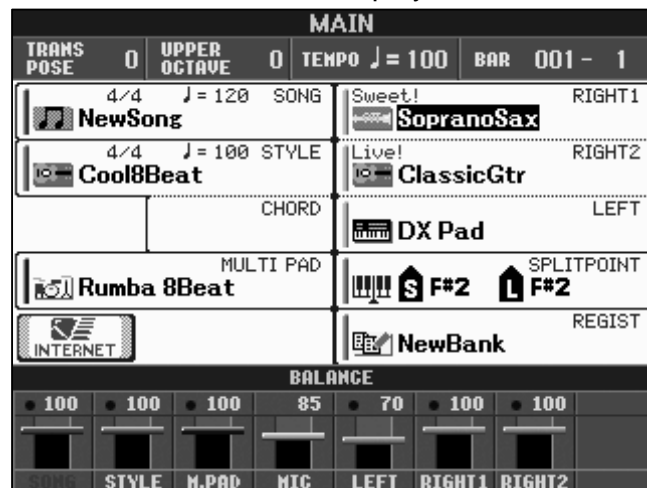 MAIN
TRANS POSE 0 UPPER OCTAVE 0 TEMPO ♩= 100 BAR 001 - 1
4/4 ♩= 120 SONG
NewSong
Sweet! RIGHT1
SopranoSax
4/4 ♩= 100 STYLE
Cool8Beat
Live! RIGHT2
ClassicGtr
CHORD
LEFT
DX Pad
MULTI PAD
Rumba 8Beat
SPLITPOINT
S F#2 L F#2
INTERNET
REGIST
NewBank
BALANCE
100 100 100 85 70 100 100
SONG STYLE M.PAD MIC LEFT RIGHT1 RIGHT2